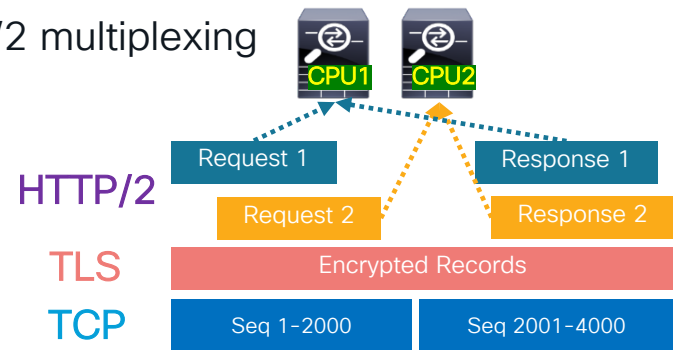 /2 multiplexing
CPU1 CPU2
Request 1 Response 1
HTTP/2
Request 2 Response 2
TLS Encrypted Records
TCP Seq 1-2000 Seq 2001-4000